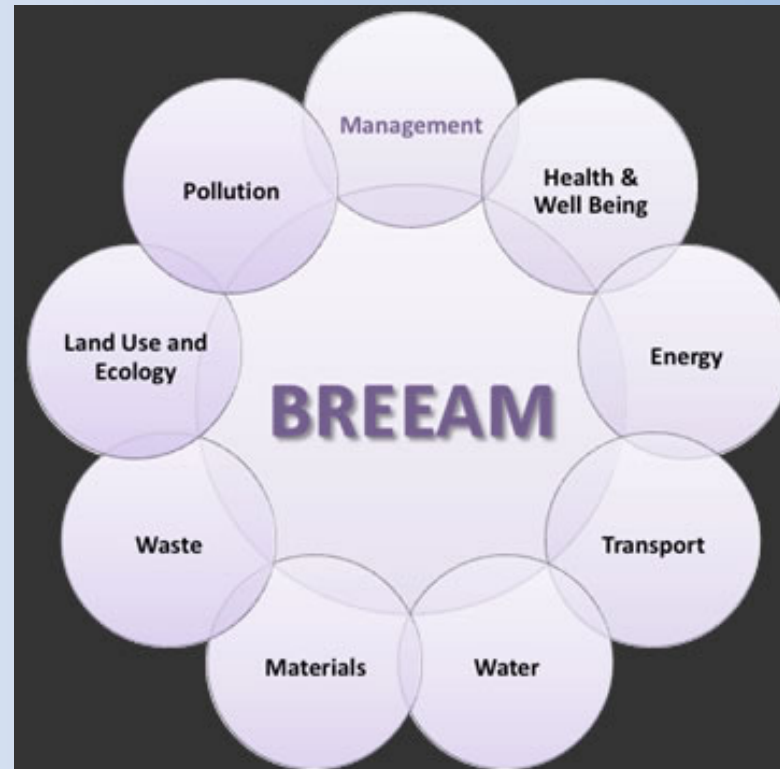 Management
Health &
Well Being
Energy
Transport
Water
Materials
Waste
Land Use and
Ecology
Pollution
BREEAM